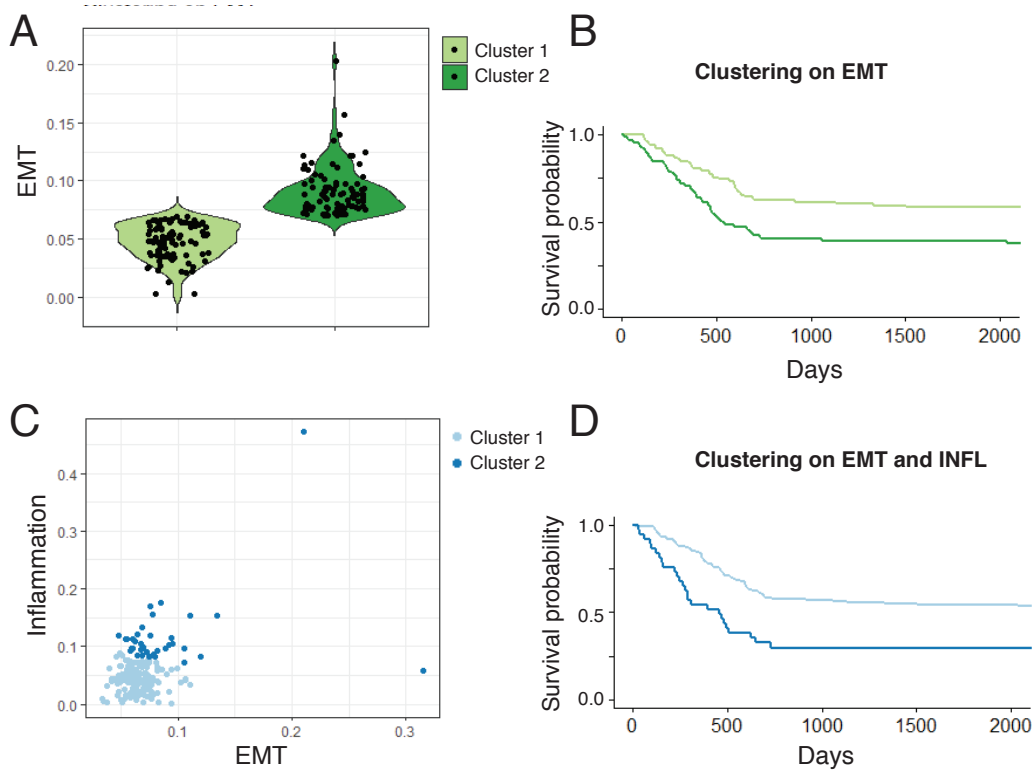 A
EMT
0.20
0.15
0.10
0.05
0.00
Cluster 1
Cluster 2
B
Clustering on EMT
Survival probability
1.0
0.5
0.0
0 500 1000 1500 2000
Days
C
Inflammation
0.4
0.3
0.2
0.1
0.0
0.1 0.2 0.3
EMT
Cluster 1
Cluster 2
D
Clustering on EMT and INFL
Survival probability
1.0
0.5
0.0
0 500 1000 1500 2000
Days